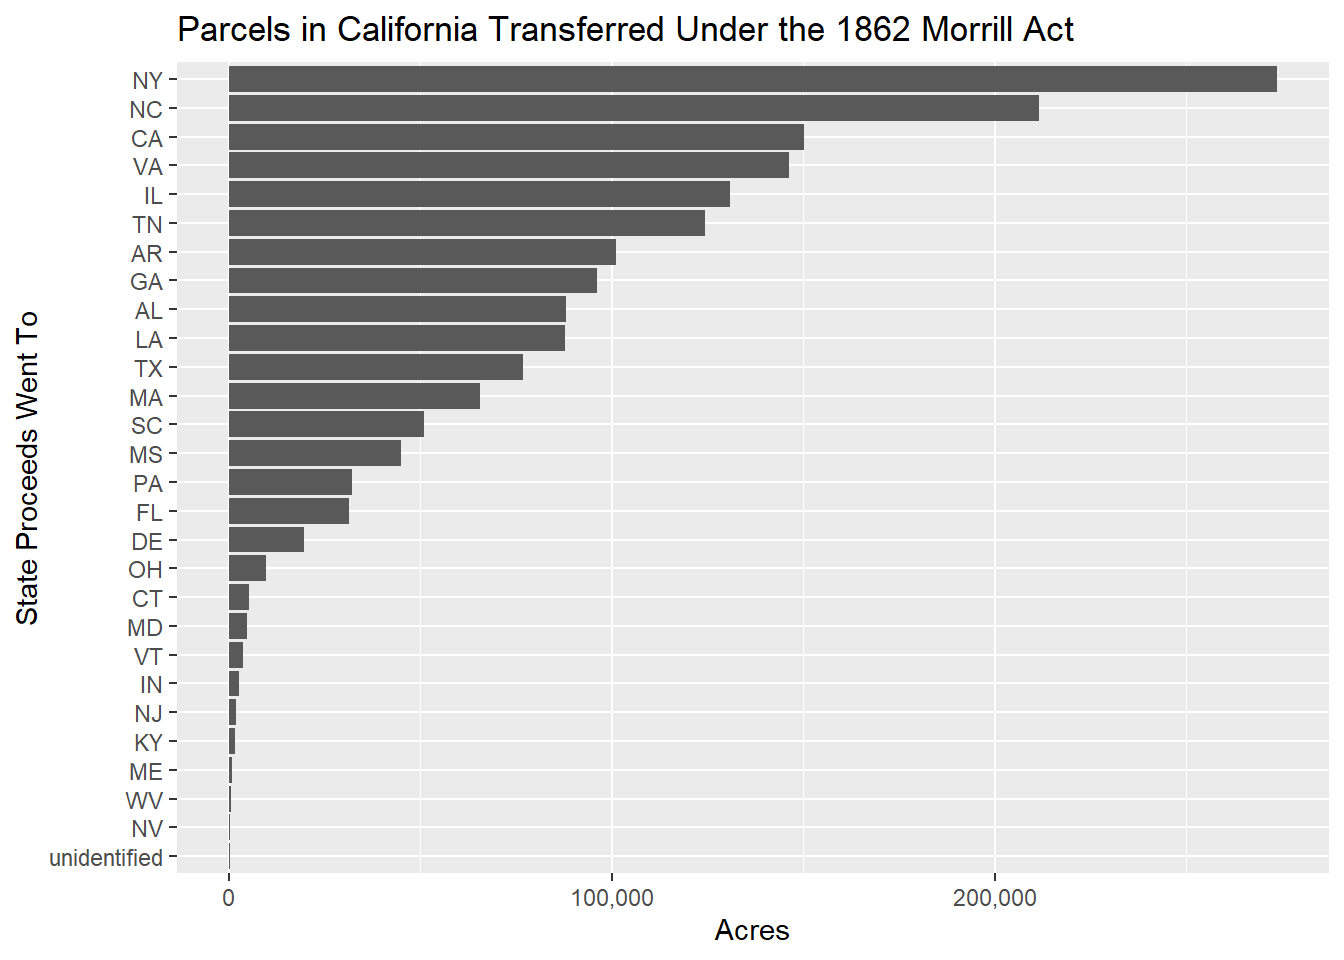 Parcels in California Transferred Under the 1862 Morrill Act
State Proceeds Went To
NY
NC
CA
VA
IL
TN
AR
GA
AL
LA
TX
MA
SC
MS
PA
FL
DE
OH
CT
MD
VT
IN
NJ
KY
ME
WV
NV
unidentified
0 100,000 200,000
Acres